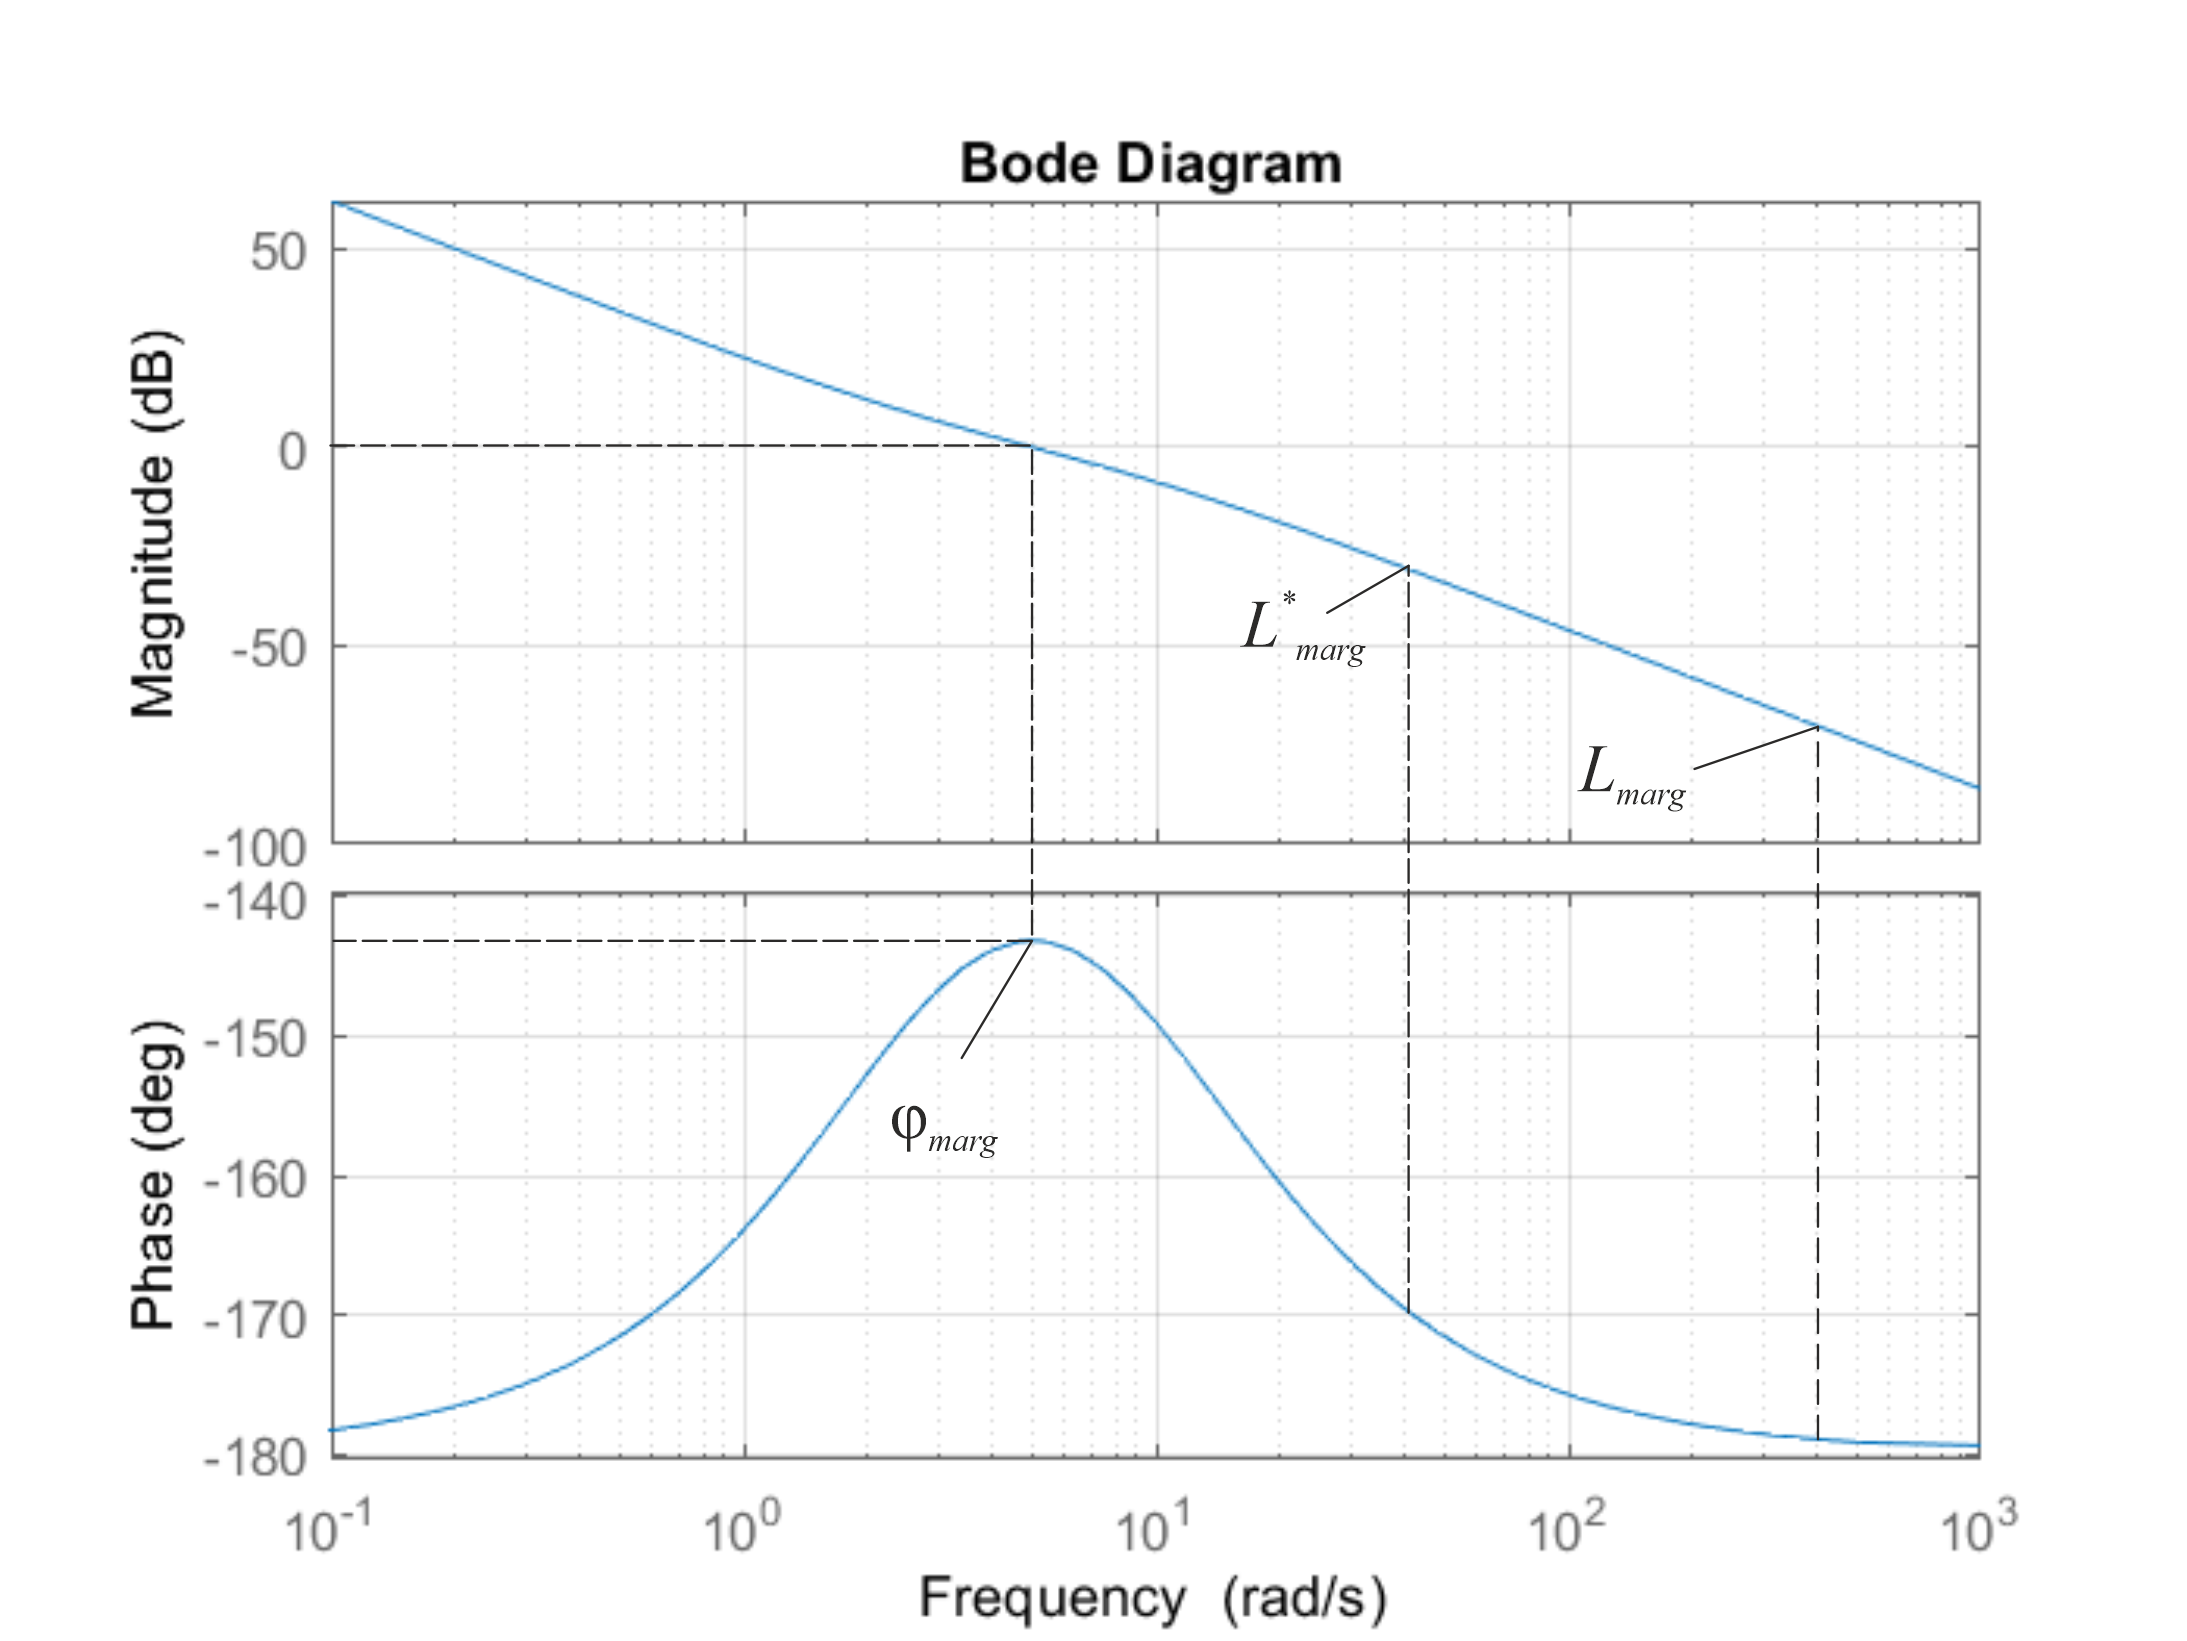 Bode Diagram
Magnitude (dB)
50
0
-50
-100
L*marg
Lmarg
Phase (deg)
-140
-150
-160
-170
-180
φmarg
10-1 100 101 102 103
Frequency (rad/s)